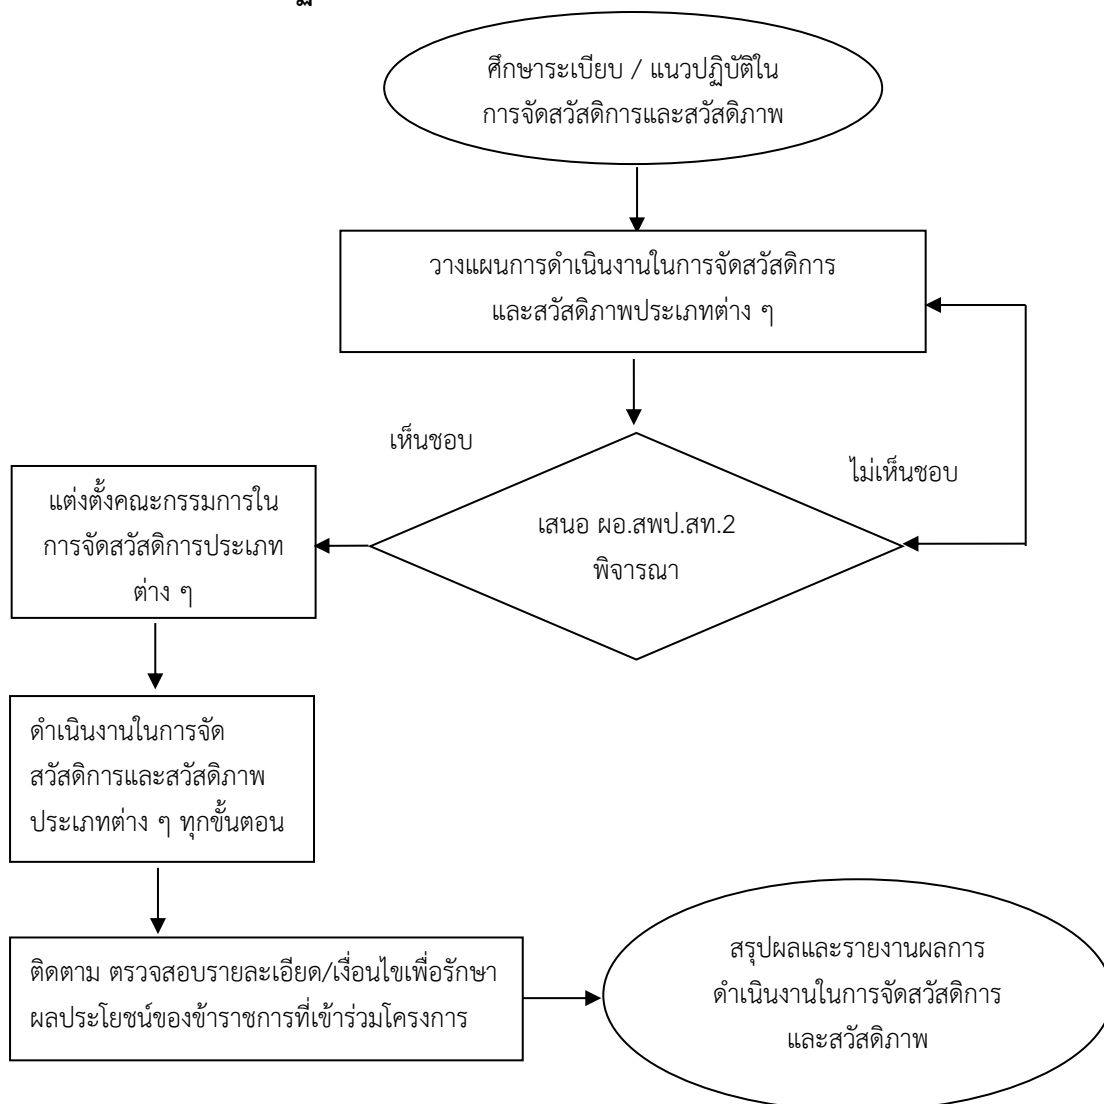 ศึกษาระเบียบ / แนวปฏิบัติใน
การจัดสวัสดิการและสวัสดิภาพ
วางแผนการดำเนินงานในการจัดสวัสดิการ
และสวัสดิภาพประเภทต่าง ๆ
เห็นชอบ
ไม่เห็นชอบ
เสนอ ผอ.สพป.สท.2
พิจารณา
แต่งตั้งคณะกรรมการใน
การจัดสวัสดิการประเภท
ต่าง ๆ
ดำเนินงานในการจัด
สวัสดิการและสวัสดิภาพ
ประเภทต่าง ๆ ทุกขั้นตอน
ติดตาม ตรวจสอบรายละเอียด/เงื่อนไขเพื่อรักษา
ผลประโยชน์ของข้าราชการที่เข้าร่วมโครงการ
สรุปผลและรายงานผลการ
ดำเนินงานในการจัดสวัสดิการ
และสวัสดิภาพ